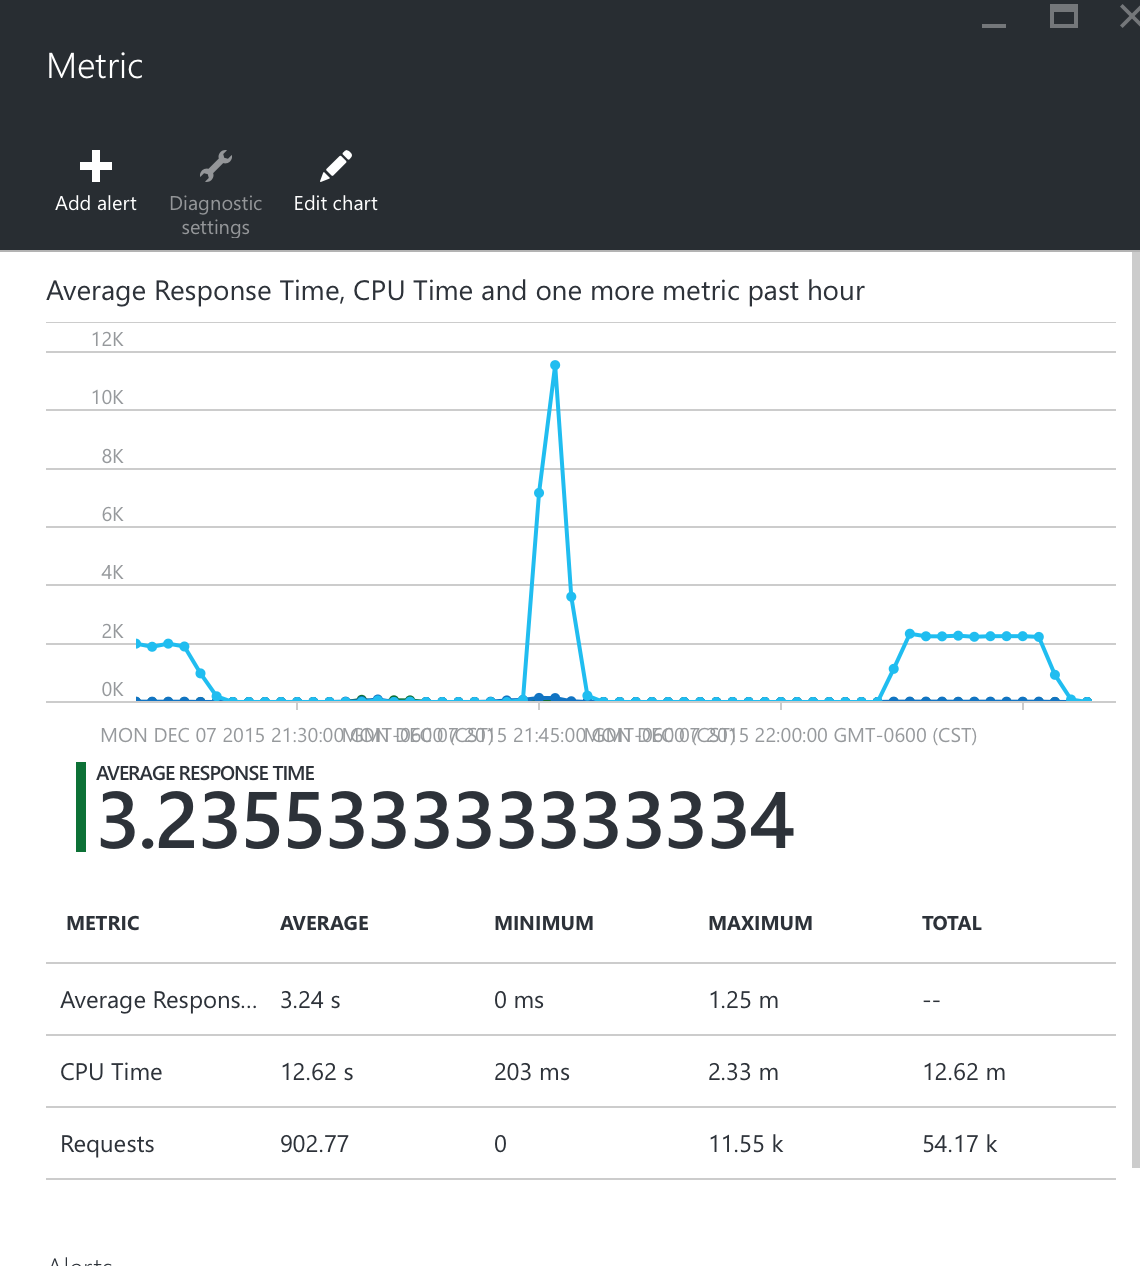 Metric
Add alert
Diagnostic settings
Edit chart
Average Response Time, CPU Time and one more metric past hour
12K
10K
8K
6K
4K
2K
0K
MON DEC 07 2015 21:30:00 GMT-0600 (CST) MON DEC 07 2015 21:45:00 GMT-0600 (CST) MON DEC 07 2015 22:00:00 GMT-0600 (CST)
AVERAGE RESPONSE TIME
3.235533333333334
METRIC AVERAGE MINIMUM MAXIMUM TOTAL
Average Respons... 3.24 s 0 ms 1.25 m --
CPU Time 12.62 s 203 ms 2.33 m 12.62 m
Requests 902.77 0 11.55 k 54.17 k
Alerts